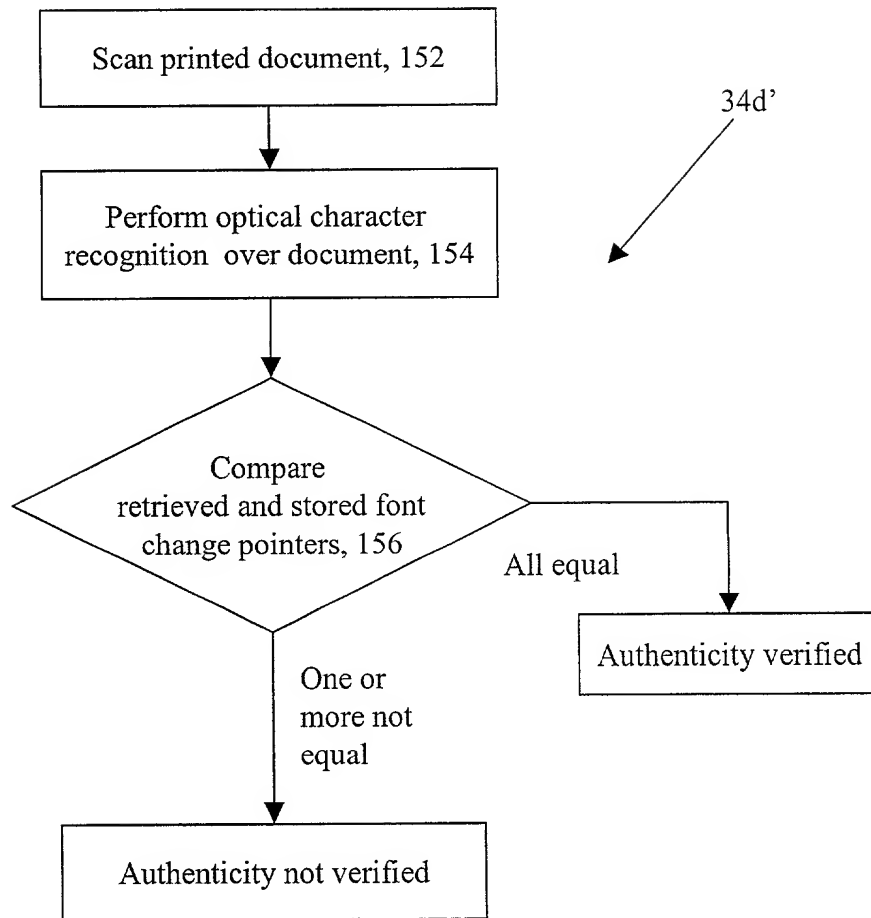 Scan printed document, 152
34d’
Perform optical character
recognition over document, 154
Compare
retrieved and stored font
change pointers, 156
All equal
Authenticity verified
One or
more not
equal
Authenticity not verified